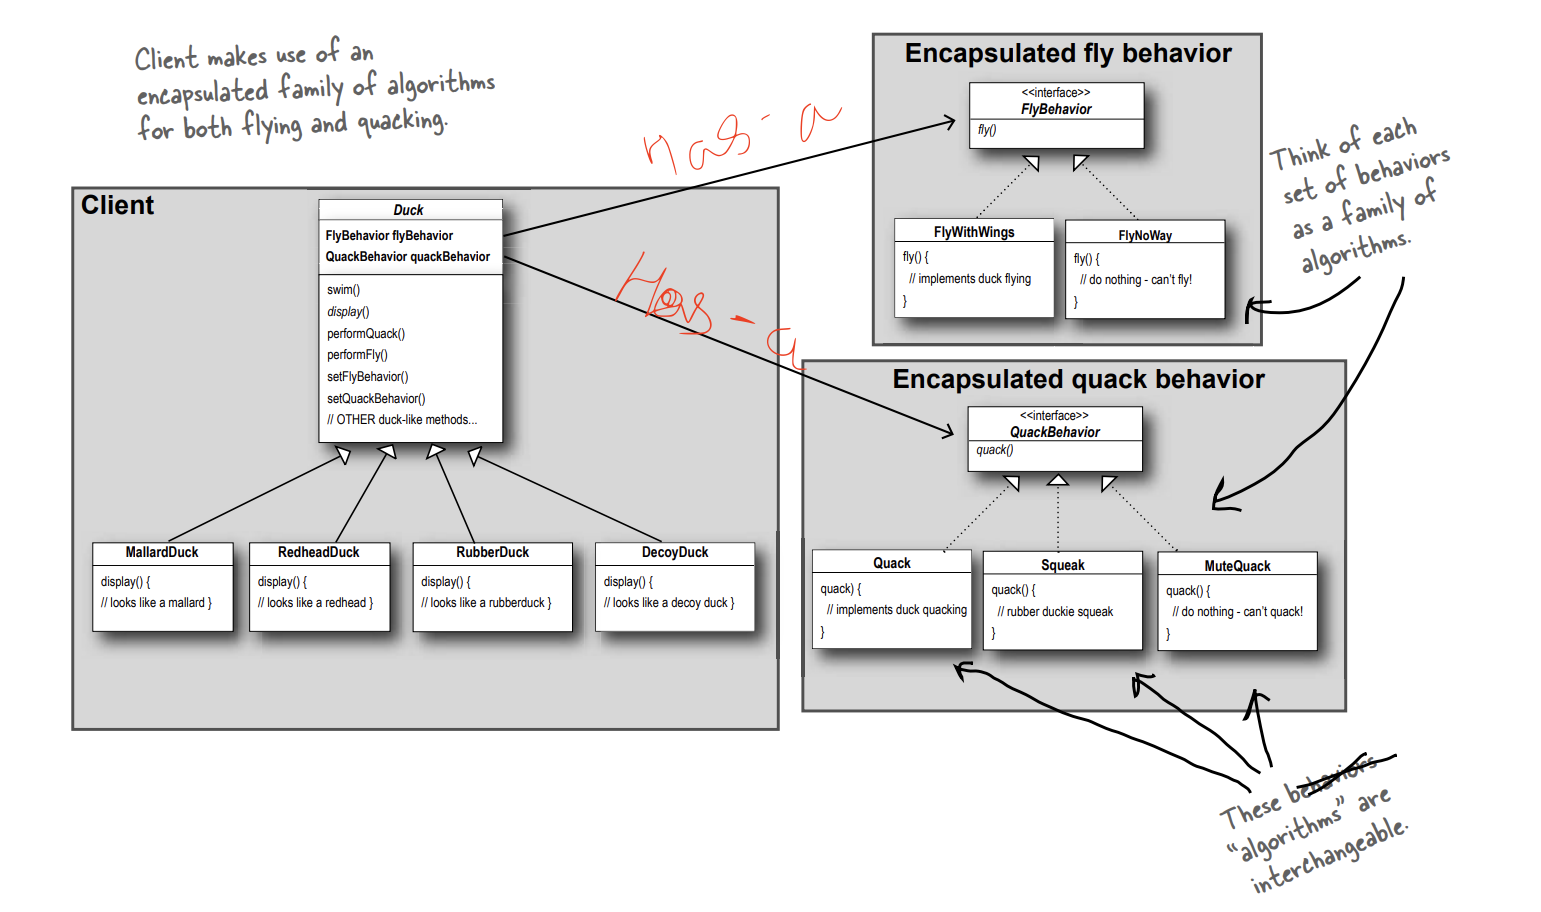 Client makes use of an
encapsulated family of algorithms
for both flying and quacking.
has-a
Has-a
Client
Duck
FlyBehavior flyBehavior
QuackBehavior quackBehavior
swim()
display()
performQuack()
performFly()
setFlyBehavior()
setQuackBehavior()
// OTHER duck-like methods...
MallardDuck
display() {
// looks like a mallard }
RedheadDuck
display() {
// looks like a redhead }
RubberDuck
display() {
// looks like a rubberduck }
DecoyDuck
display() {
// looks like a decoy duck }
Encapsulated fly behavior
<<interface>>
FlyBehavior
fly()
FlyWithWings
fly() {
// implements duck flying
}
FlyNoWay
fly() {
// do nothing - can’t fly!
}
Think of each
set of behaviors
as a family of
algorithms.
Encapsulated quack behavior
<<interface>>
QuackBehavior
quack()
Quack
quack) {
// implements duck quacking
}
Squeak
quack() {
// rubber duckie squeak
}
MuteQuack
quack() {
// do nothing - can’t quack!
}
These behaviors
“algorithms” are
interchangeable.